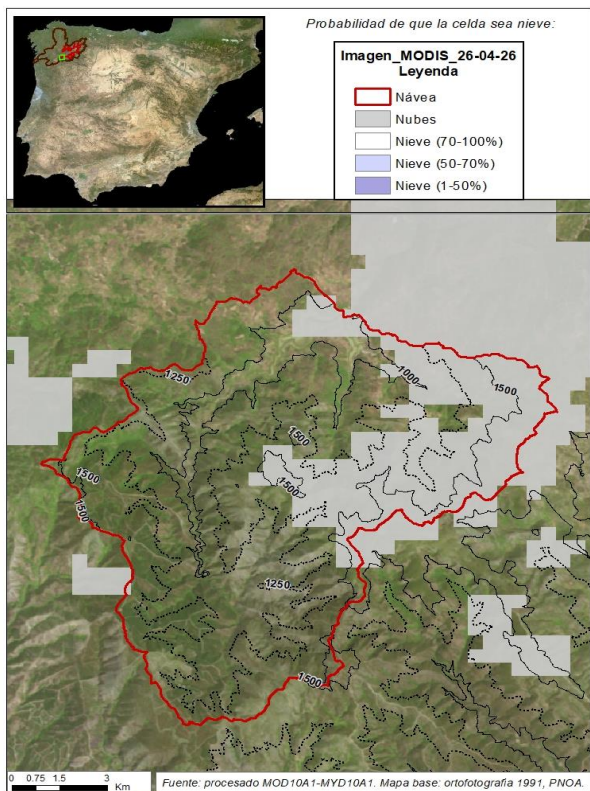 Probabilidad de que la celda sea nieve:
Imagen_MODIS_26-04-26
Leyenda
Návea
Nubes
Nieve (70-100%)
Nieve (50-70%)
Nieve (1-50%)
1250
1000
1500
1500
1500
1500
1500
1250
1500
0 0.75 1.5 3
Km
Fuente: procesado MOD10A1-MYD10A1. Mapa base: ortofotografía 1991, PNOA.